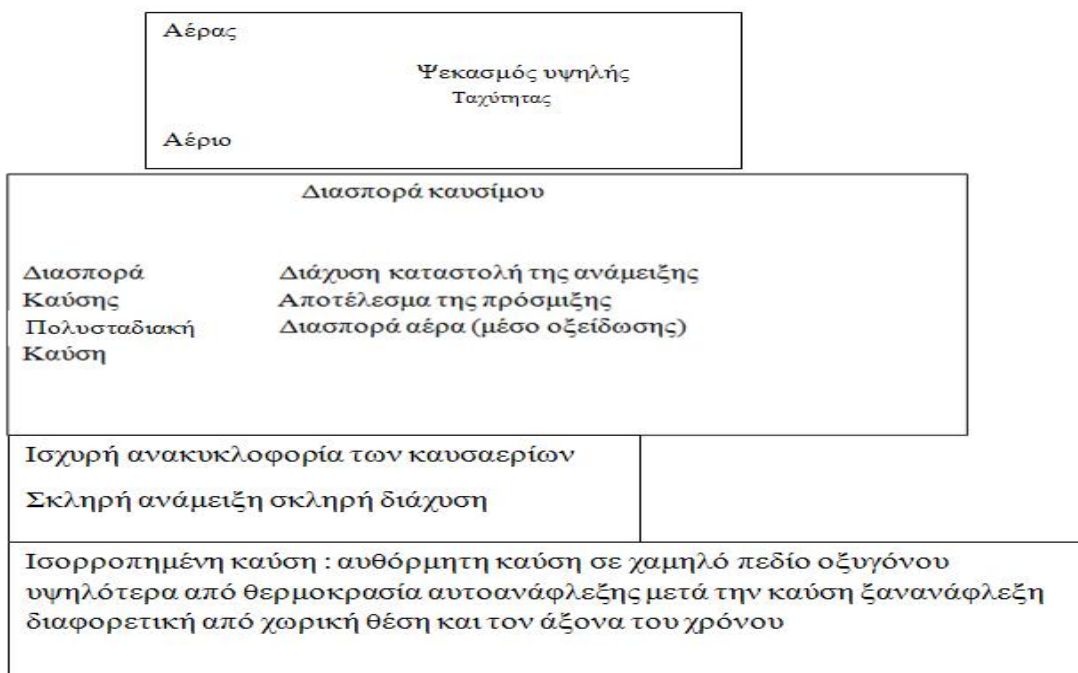 Αέρας
Ψεκασμός υψηλής
Ταχύτητας
Αέριο
Διασπορά καυσίμου
Διασπορά Διάχυση καταστολή της ανάμειξης
Καύσης Αποτέλεσμα της πρόσμιξης
Πολυσταδιακή Διασπορά αέρα (μέσο οξείδωσης)
Καύση
Ισχυρή ανακυκλοφορία των καυσαερίων
Σκληρή ανάμειξη σκληρή διάχυση
Ισορροπημένη καύση : αυθόρμητη καύση σε χαμηλό πεδίο οξυγόνου
υψηλότερα από θερμοκρασία αυτοανάφλεξης μετά την καύση ξανανάφλεξη
διαφορετική από χωρική θέση και τον άξονα του χρόνου